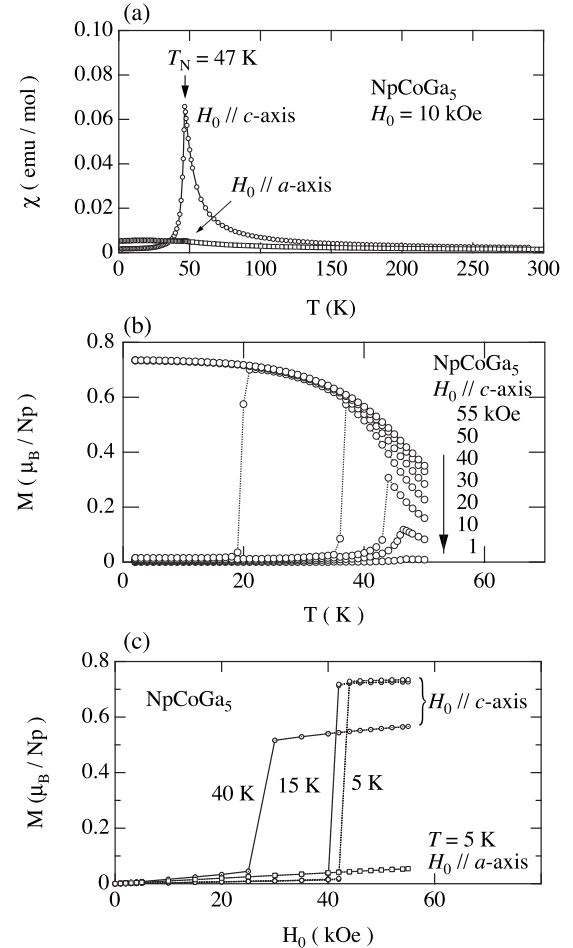 (a)
0.10
0.08
0.06
0.04
0.02
0
χ ( emu / mol )
T_N = 47 K
H_0 // c-axis
H_0 // a-axis
NpCoGa_5
H_0 = 10 kOe
0 50 100 150 200 250 300
T (K)
(b)
0.8
0.6
0.4
0.2
0
M ( μ_B / Np )
NpCoGa_5
H_0 // c-axis
55 kOe
50
40
30
20
10
1
0 20 40 60
T ( K )
(c)
0.8
0.6
0.4
0.2
0
M (μ_B / Np)
NpCoGa_5
H_0 // c-axis
40 K 15 K 5 K
T = 5 K
H_0 // a-axis
0 20 40 60
H_0 (kOe)